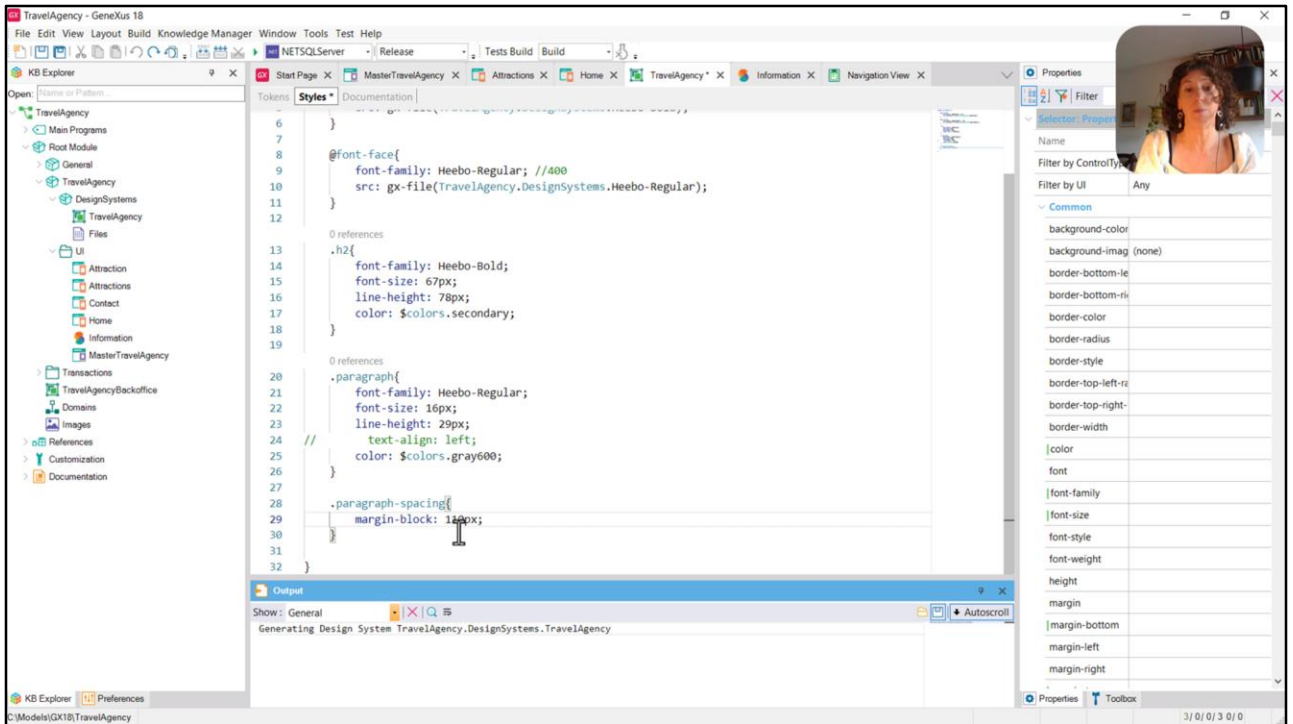 TravelAgency - GeneXus 18
File Edit View Layout Build Knowledge Manager Window Tools Test Help
NETSQLServer Release Tests Build Build
KB Explorer
Open: Name or Pattern...
TravelAgency
Main Programs
Root Module
General
TravelAgency
DesignSystems
TravelAgency
Files
UI
Attraction
Attractions
Contact
Home
Information
MasterTravelAgency
Transactions
TravelAgencyBackoffice
Domains
Images
References
Customization
Documentation
KB Explorer Preferences
Start Page MasterTravelAgency Attractions Home TravelAgency * Information Navigation View
Tokens Styles * Documentation
6 }
7
8 @font-face{
9 font-family: Heebo-Regular; //400
10 src: gx-file(TravelAgency.DesignSystems.Heebo-Regular);
11 }
12
0 references
13 .h2{
14 font-family: Heebo-Bold;
15 font-size: 67px;
16 line-height: 78px;
17 color: $colors.secondary;
18 }
19
0 references
20 .paragraph{
21 font-family: Heebo-Regular;
22 font-size: 16px;
23 line-height: 29px;
24 // text-align: left;
25 color: $colors.gray600;
26 }
27
28 .paragraph-spacing{
29 margin-block:
30 }
31
32 }
Output
Show: General Autoscroll
Generating Design System TravelAgency.DesignSystems.TravelAgency
Properties
Filter
Selector:
Name
Filter by
Filter by UI Any
Common
background-color
background-imag (none)
border-bottom-le
border-bottom-ri
border-color
border-radius
border-style
border-top-left-ra
border-top-right-
border-width
color
font
font-family
font-size
font-style
font-weight
height
margin
margin-bottom
margin-left
margin-right
Properties Toolbox
C:\Models\GX18\TravelAgency
3/ 0/ 0/ 3 0/ 0